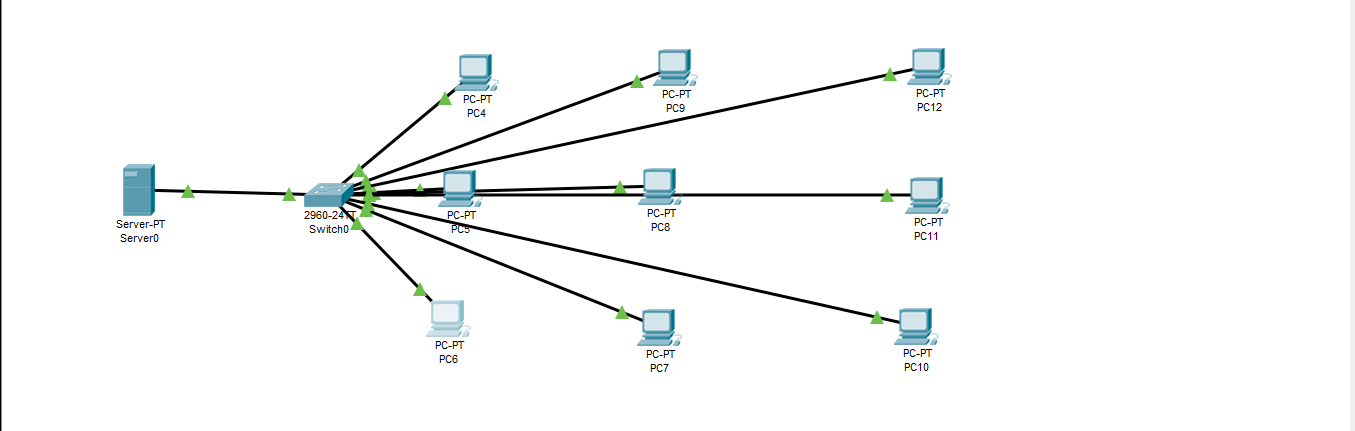 PC-PT
PC4
PC-PT
PC9
PC-PT
PC12
Server-PT
Server0
2960-24TT
Switch0
PC-PT
PC5
PC-PT
PC8
PC-PT
PC11
PC-PT
PC6
PC-PT
PC7
PC-PT
PC10